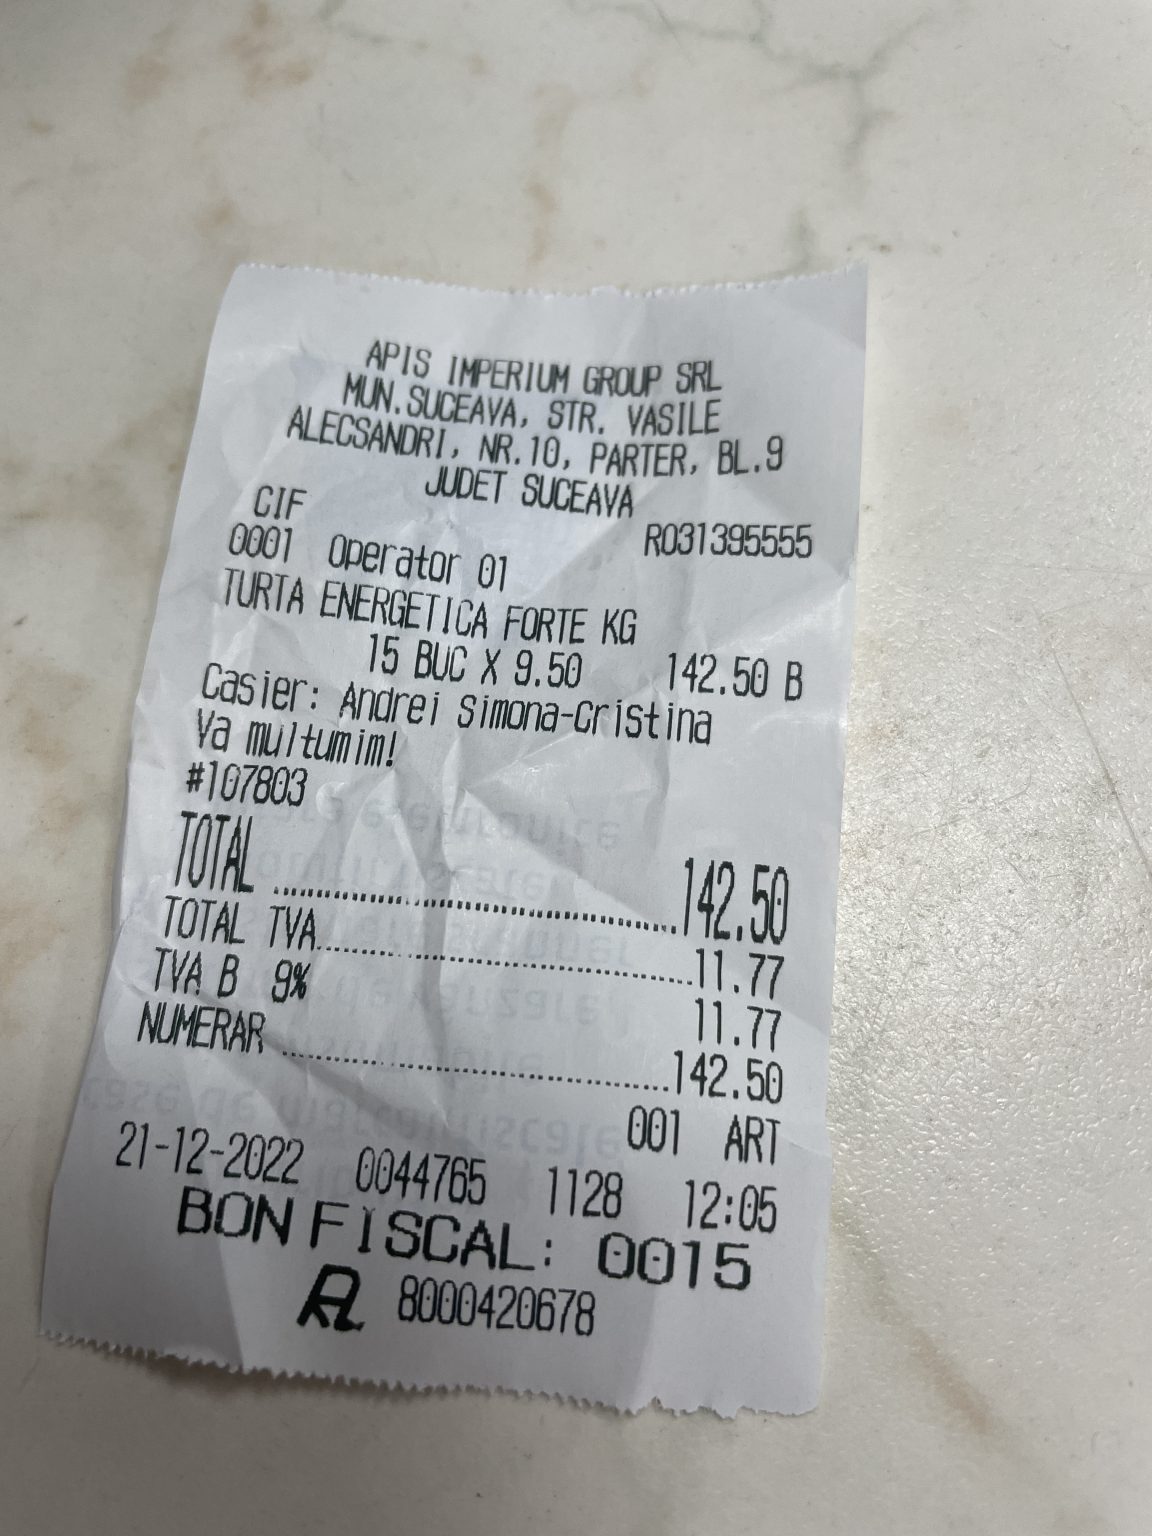 APIS IMPERIUM GROUP SRL
MUN.SUCEAVA, STR. VASILE
ALECSANDRI, NR.10, PARTER, BL.9
JUDET SUCEAVA
CIF RO31395555
0001 Operator 01
TURTA ENERGETICA FORTE KG
15 BUC X 9.50 142.50 B
Casier: Andrei Simona-Cristina
Va multumim!
#107803
TOTAL 142.50
TOTAL TVA 11.77
TVA B 9% 11.77
NUMERAR 142.50
001 ART
21-12-2022 0044765 1128 12:05
BON FISCAL: 0015
8000420678